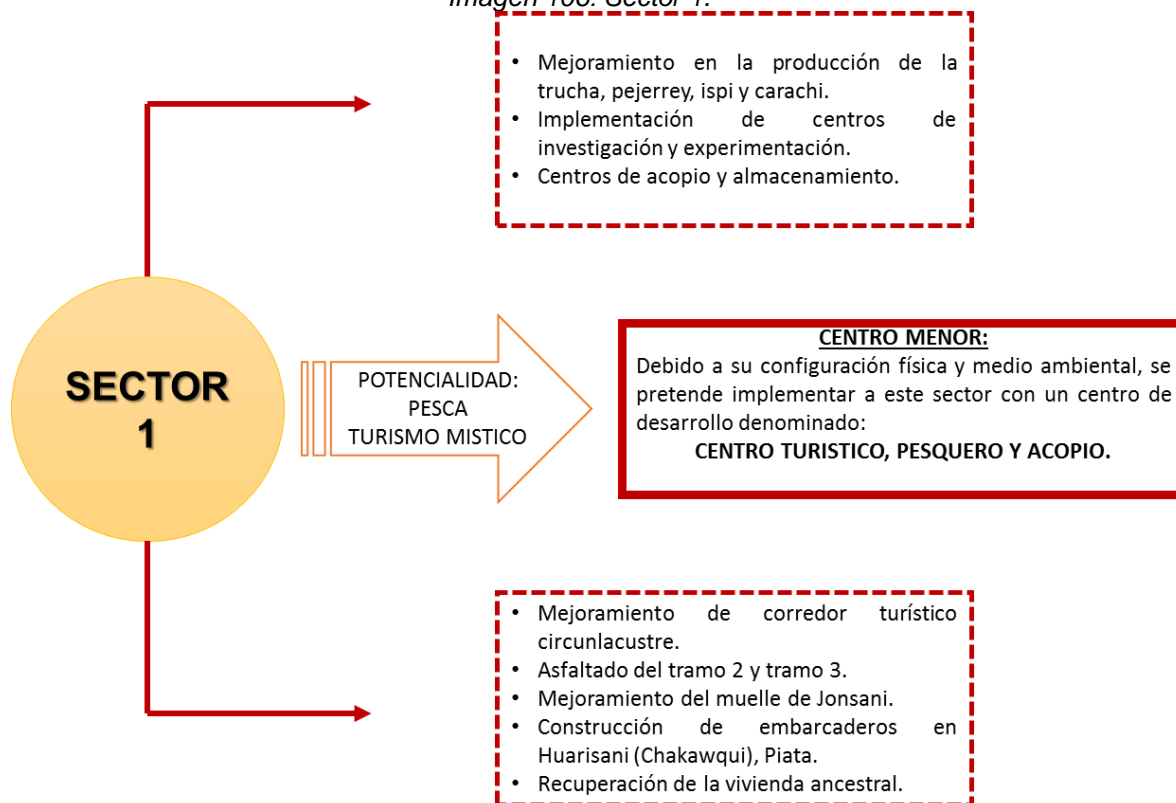 Imagen 106. Sector 1.
• Mejoramiento en la producción de la
trucha, pejerrey, ispi y carachi.
• Implementación de centros de
investigación y experimentación.
• Centros de acopio y almacenamiento.
SECTOR
1
POTENCIALIDAD:
PESCA
TURISMO MISTICO
CENTRO MENOR:
Debido a su configuración física y medio ambiental, se
pretende implementar a este sector con un centro de
desarrollo denominado:
CENTRO TURISTICO, PESQUERO Y ACOPIO.
• Mejoramiento de corredor turístico
circunlacustre.
• Asfaltado del tramo 2 y tramo 3.
• Mejoramiento del muelle de Jonsani.
• Construcción de embarcaderos en
Huarisani (Chakawqui), Piata.
• Recuperación de la vivienda ancestral.